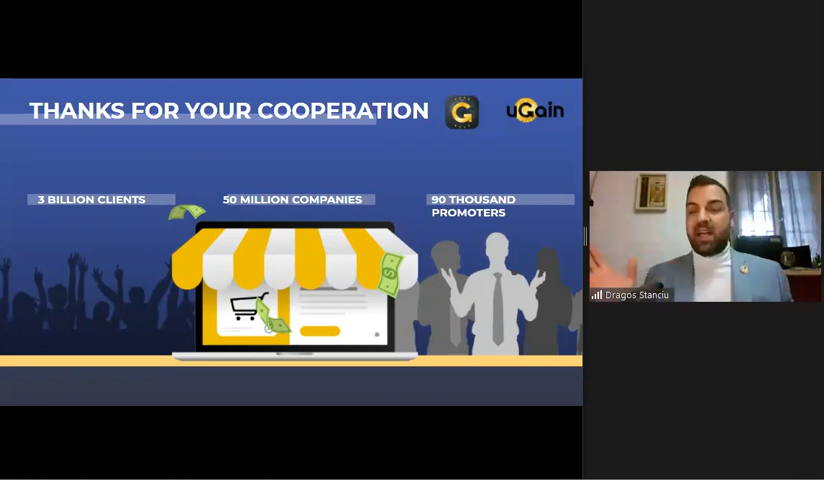 THANKS FOR YOUR COOPERATION
G
uGain
3 BILLION CLIENTS
50 MILLION COMPANIES
90 THOUSAND
PROMOTERS
Dragos Stanciu